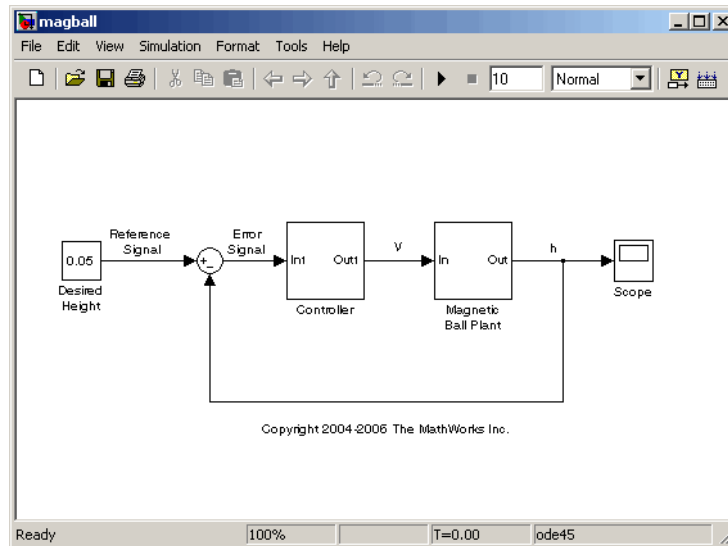 magball
File Edit View Simulation Format Tools Help
10 Normal
Reference
Signal
Error
Signal
0.05
+
-
In1 Out1
V
In Out
h
Desired
Height
Controller
Magnetic
Ball Plant
Scope
Copyright 2004-2006 The MathWorks Inc.
Ready 100% T=0.00 ode45